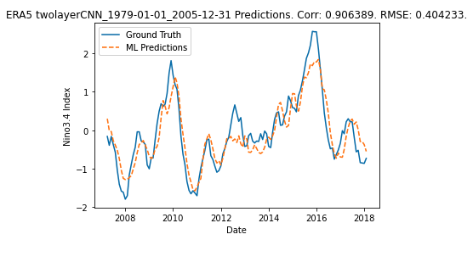 ERA5 twolayerCNN_1979-01-01_2005-12-31 Predictions. Corr: 0.906389. RMSE: 0.404233.
Ground Truth
ML Predictions
2
1
0
−1
−2
Nino3.4 Index
2008 2010 2012 2014 2016 2018
Date